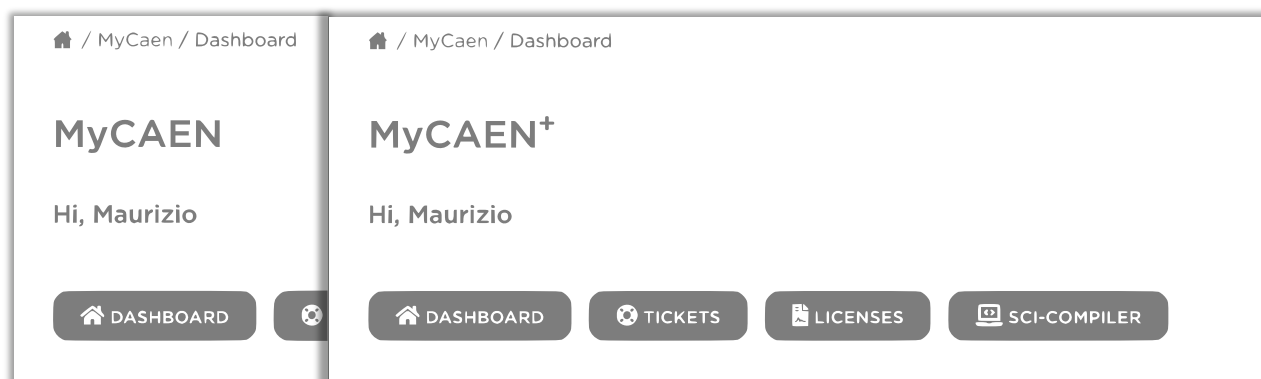 / MyCaen / Dashboard
MyCAEN
Hi, Maurizio
DASHBOARD
/ MyCaen / Dashboard
MyCAEN⁺
Hi, Maurizio
DASHBOARD TICKETS LICENSES SCI-COMPILER